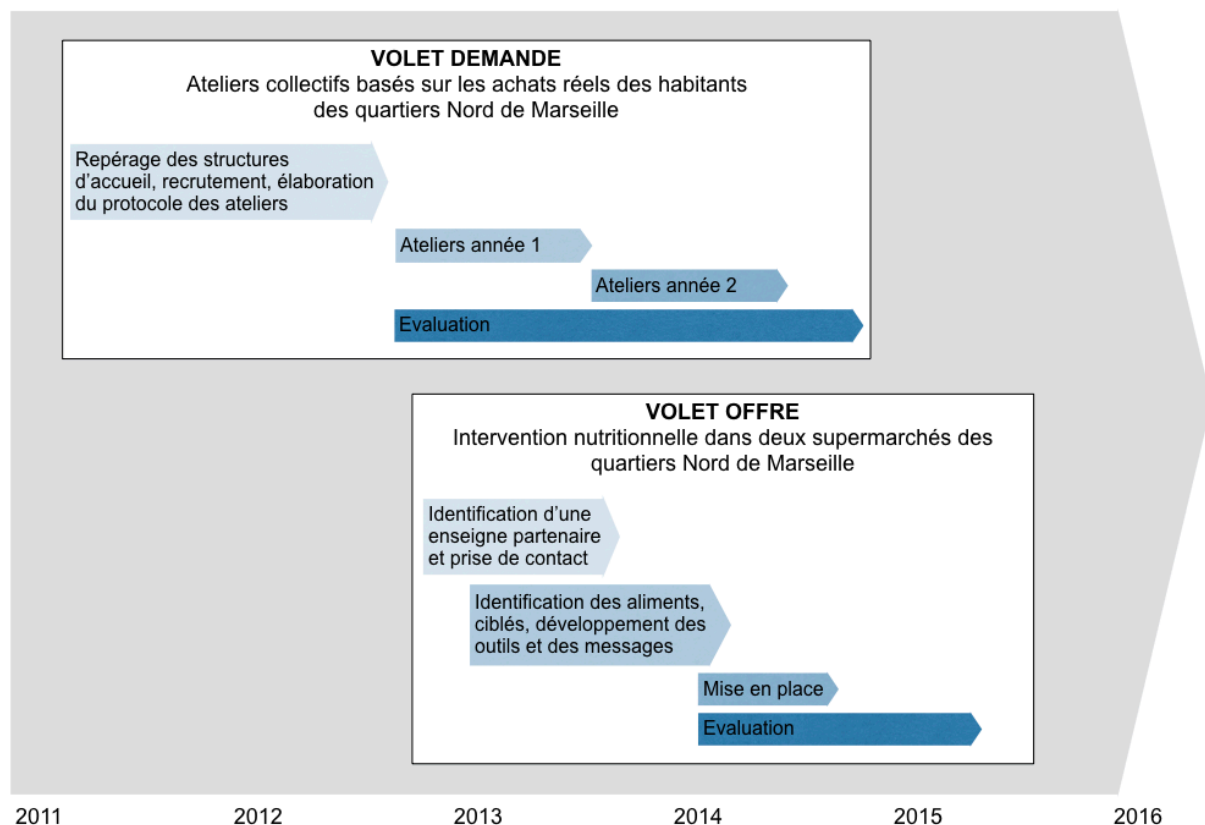 VOLET DEMANDE
Ateliers collectifs basés sur les achats réels des habitants
des quartiers Nord de Marseille
Repérage des structures
d’accueil, recrutement, élaboration
du protocole des ateliers
Ateliers année 1
Ateliers année 2
Evaluation
VOLET OFFRE
Intervention nutritionnelle dans deux supermarchés des
quartiers Nord de Marseille
Identification d’une
enseigne partenaire
et prise de contact
Identification des aliments,
ciblés, développement des
outils et des messages
Mise en place
Evaluation
2011 2012 2013 2014 2015 2016